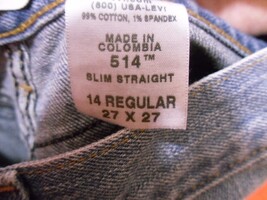 (800) USA-LEVI
99% COTTON, 1% SPANDEX
MADE IN
COLOMBIA
514™
SLIM STRAIGHT
14 REGULAR
27 X 27